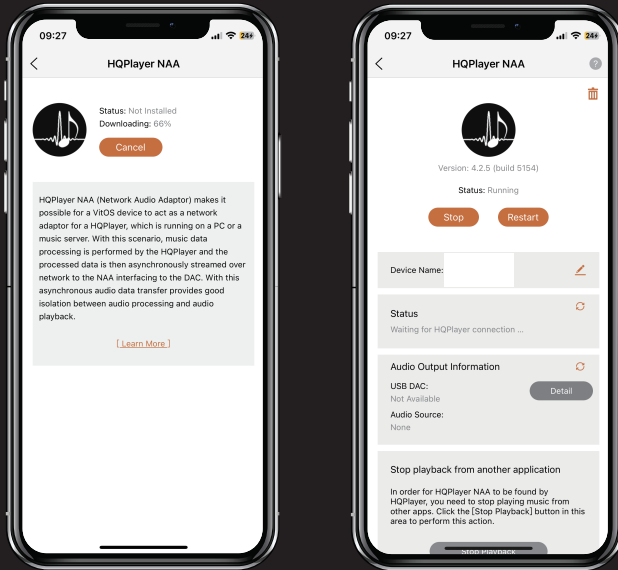 09:27
24
HQPlayer NAA
Status: Not Installed
Downloading: 66%
Cancel
HQPlayer NAA (Network Audio Adaptor) makes it
possible for a VitOS device to act as a network
adaptor for a HQPlayer, which is running on a PC or a
music server. With this scenario, music data
processing is performed by the HQPlayer and the
processed data is then asynchronously streamed over
network to the NAA interfacing to the DAC. With this
asynchronous audio data transfer provides good
isolation between audio processing and audio
playback.
[ Learn More ]
09:27
24
HQPlayer NAA
?
Version: 4.2.5 (build 5154)
Status: Running
Stop
Restart
Device Name:
Status
Waiting for HQPlayer connection ...
Audio Output Information
USB DAC:
Not Available
Detail
Audio Source:
None
Stop playback from another application
In order for HQPlayer NAA to be found by
HQPlayer, you need to stop playing music from
other apps. Click the [Stop Playback] button in this
area to perform this action.
Stop Playback